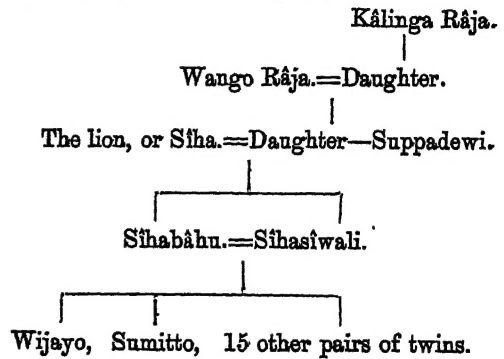 Kâlinga Râja.
Wango Râja.=Daughter.
The lion, or Sîha.=Daughter—Suppadewi.
Sîhabâhu.=Sîhasîwali.
Wijayo, Sumitto, 15 other pairs of twins.